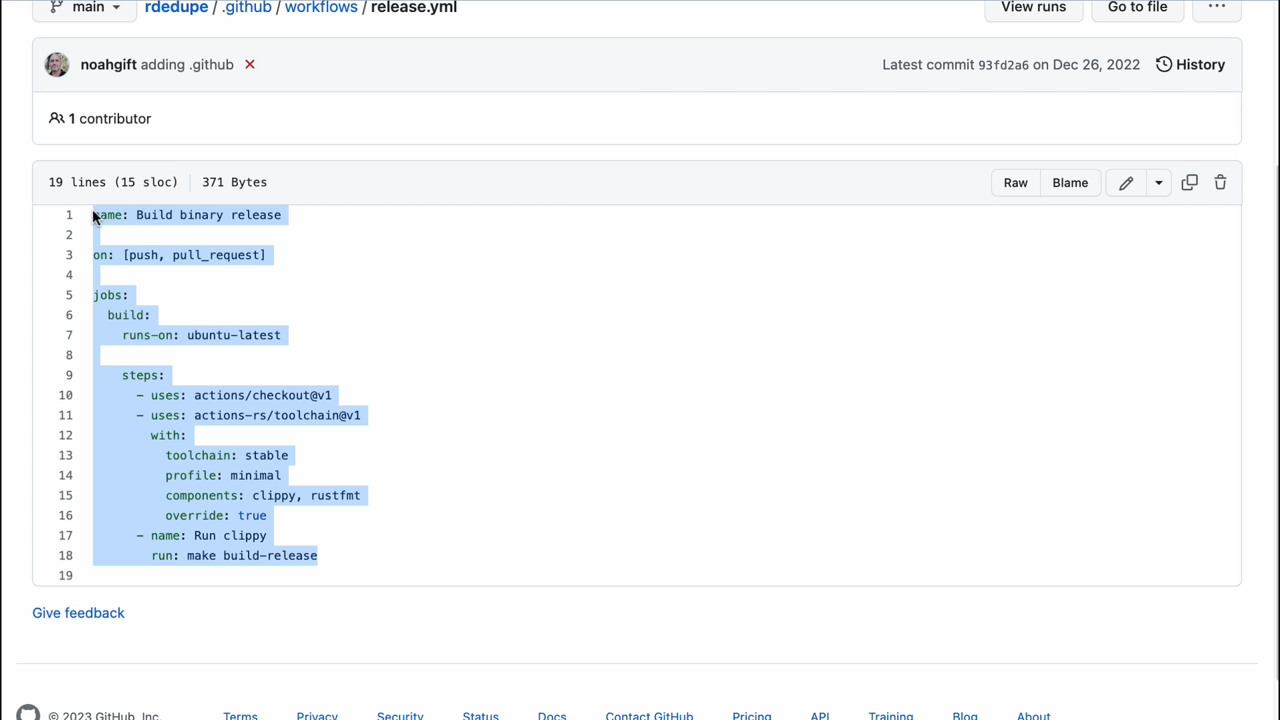 main
rdedupe / .github / workflows / release.yml
View runs
Go to file
noahgift adding .github
Latest commit 93fd2a6 on Dec 26, 2022
History
1 contributor
19 lines (15 sloc)
371 Bytes
Raw
Blame
1 name: Build binary release
2
3 on: [push, pull_request]
4
5 jobs:
6 build:
7 runs-on: ubuntu-latest
8
9 steps:
10 - uses: actions/checkout@v1
11 - uses: actions-rs/toolchain@v1
12 with:
13 toolchain: stable
14 profile: minimal
15 components: clippy, rustfmt
16 override: true
17 - name: Run clippy
18 run: make build-release
19
Give feedback
© 2023 GitHub, Inc.
Terms
Privacy
Security
Status
Docs
Contact GitHub
Pricing
API
Training
Blog
About